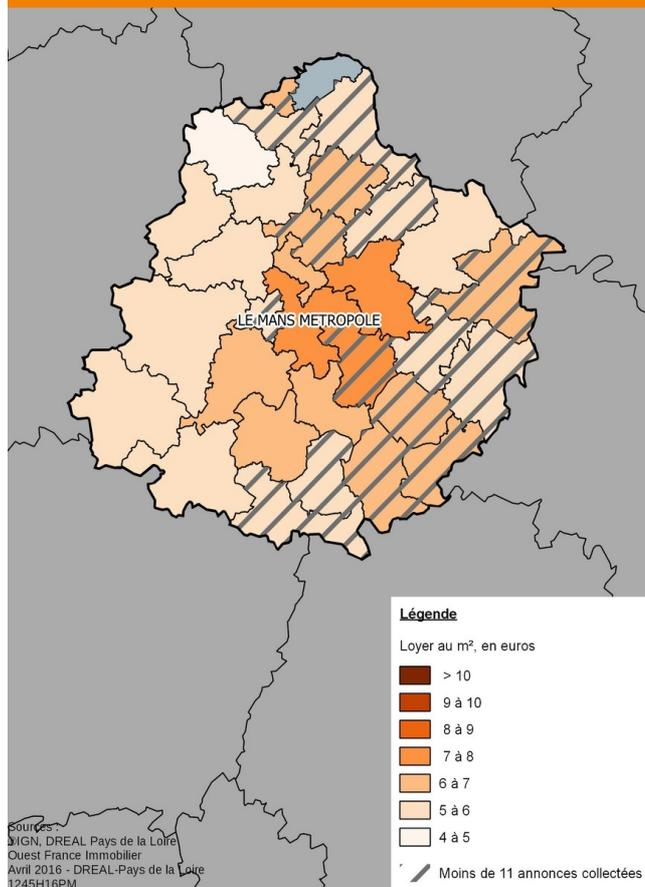 LE MANS METROPOLE
Légende
Loyer au m², en euros
> 10
9 à 10
8 à 9
7 à 8
6 à 7
5 à 6
4 à 5
Moins de 11 annonces collectées
Sources :
©IGN, DREAL Pays de la Loire
Ouest France Immobilier
Avril 2016 - DREAL-Pays de la Loire
1245H16PM